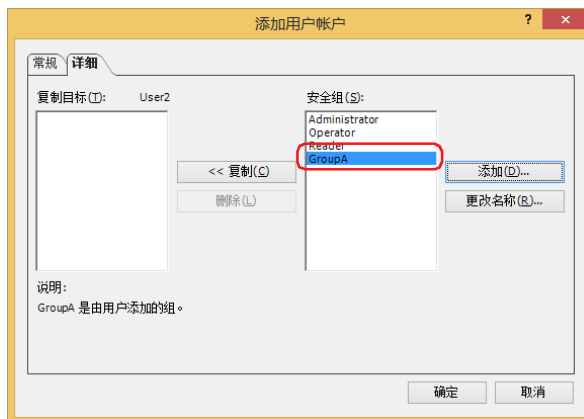 添加用户帐户
? ×
常规 详细
复制目标(T): User2
安全组(S):
Administrator
Operator
Reader
GroupA
<< 复制(C)
删除(L)
添加(D)...
更改名称(R)...
说明:
GroupA 是由用户添加的组。
确定 取消